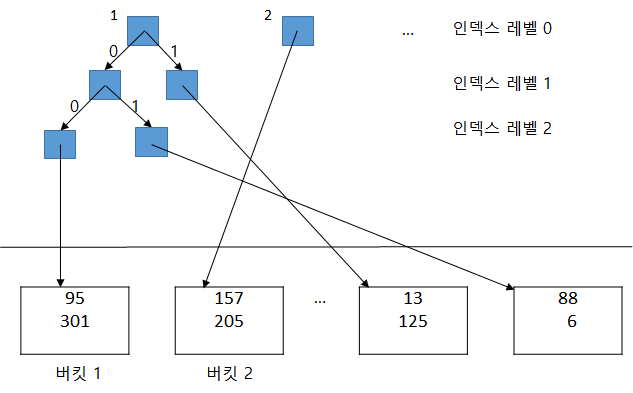 1 2 ... 인덱스 레벨 0
0 1
인덱스 레벨 1
0 1
인덱스 레벨 2
95 157 ... 13 88
301 205 125 6
버킷 1 버킷 2